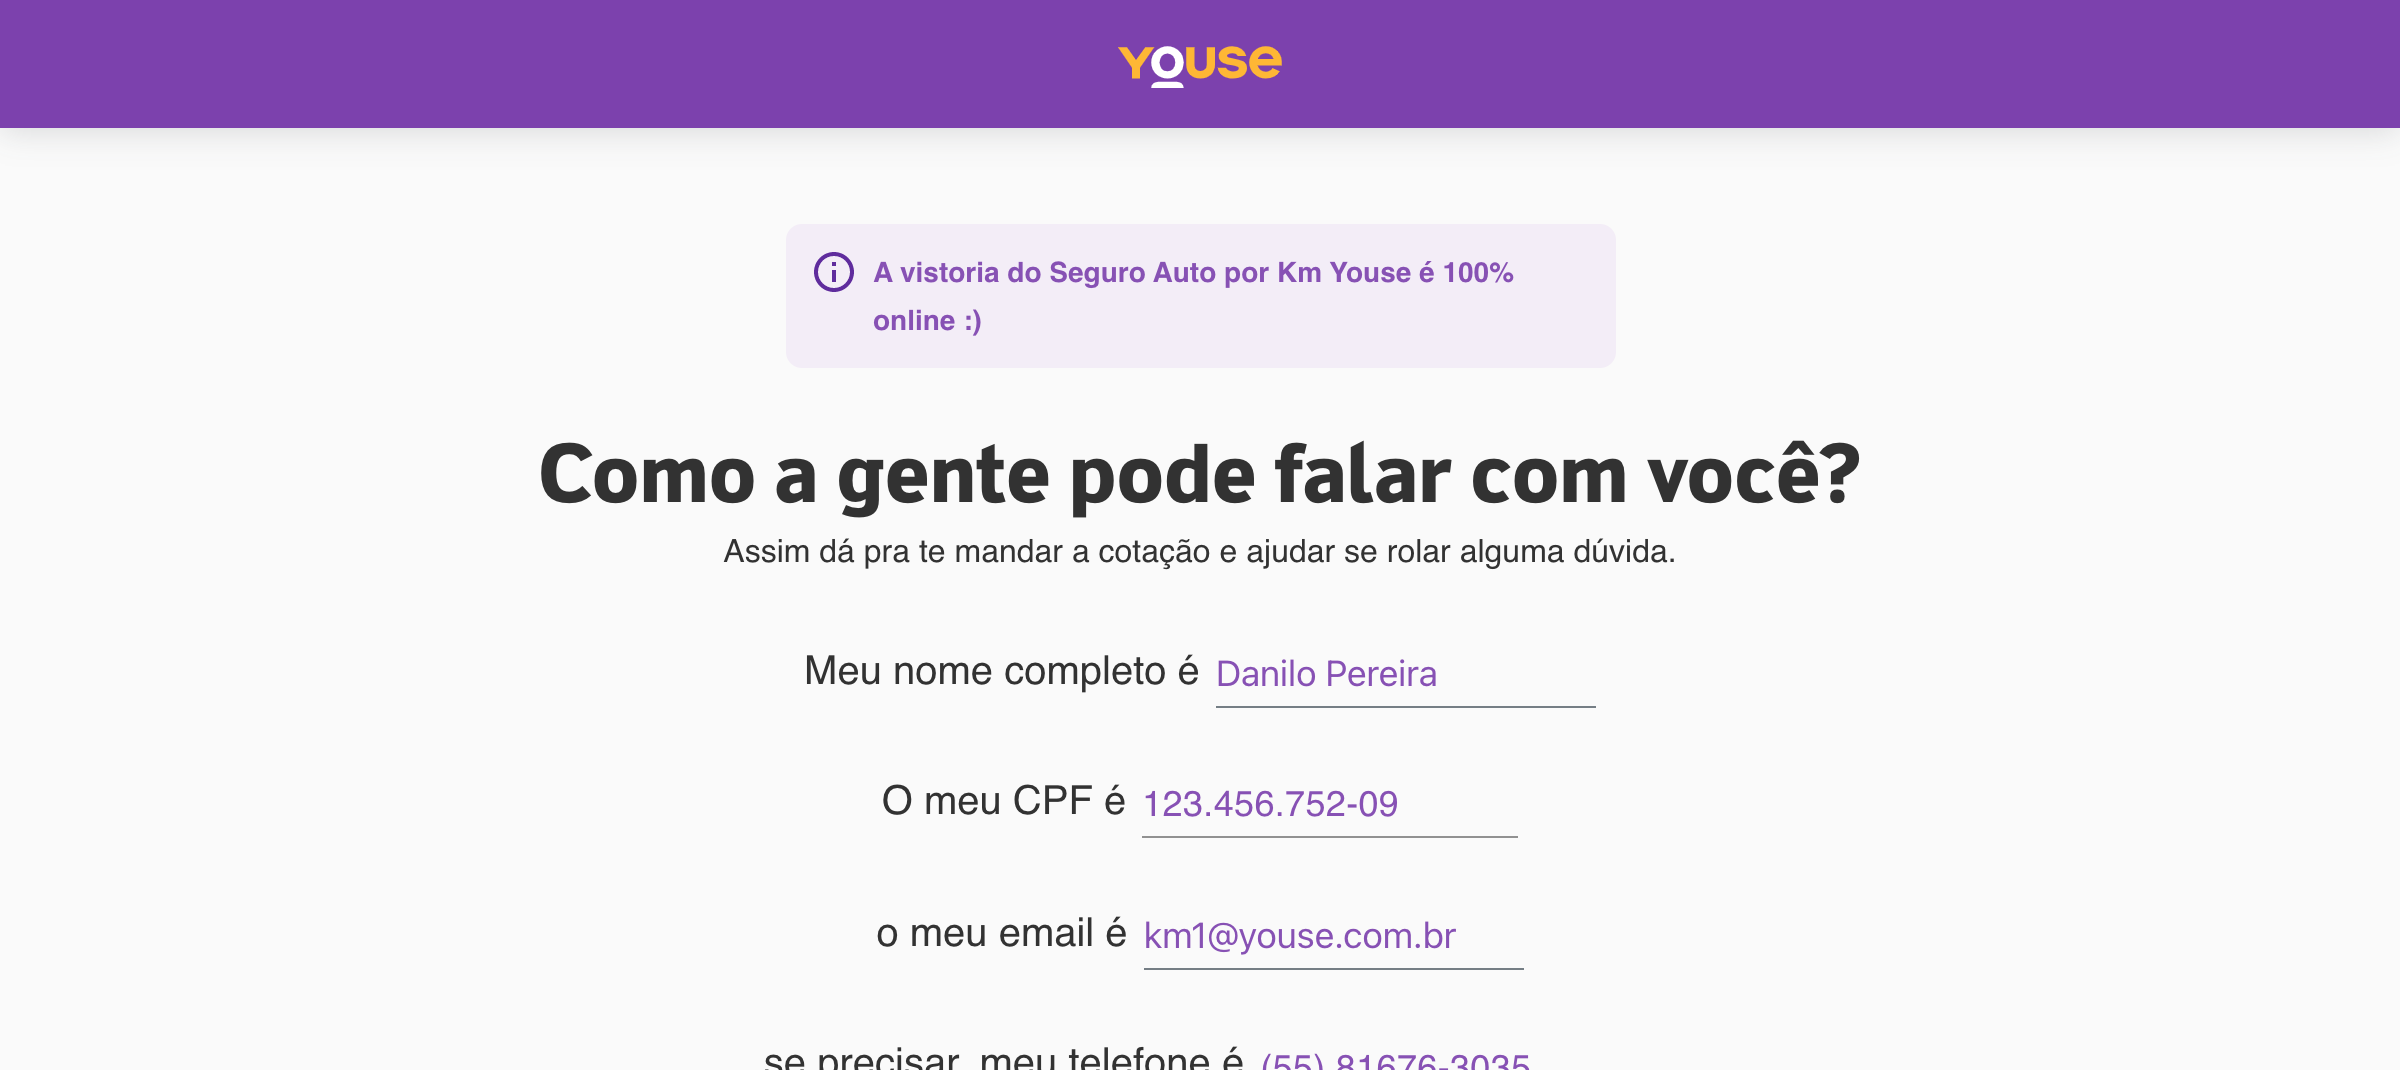 Youse
A vistoria do Seguro Auto por Km Youse é 100%
online :)
Como a gente pode falar com você?
Assim dá pra te mandar a cotação e ajudar se rolar alguma dúvida.
Meu nome completo é Danilo Pereira
O meu CPF é 123.456.752-09
o meu email é km1@youse.com.br
se precisar, meu telefone é (55) 81676-3035